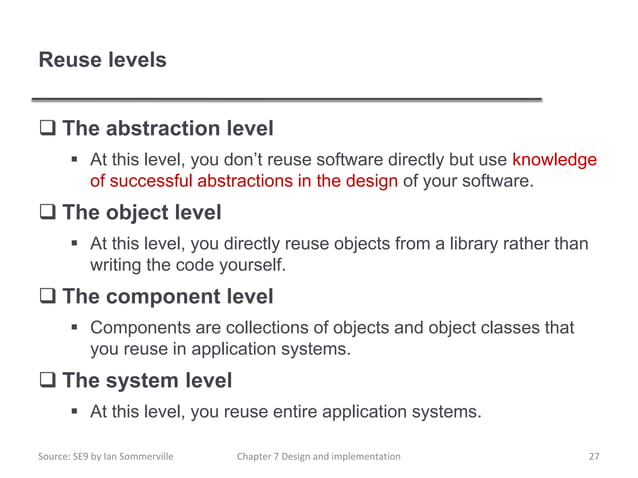 Reuse levels
❑ The abstraction level
▪ At this level, you don’t reuse software directly but use knowledge
of successful abstractions in the design of your software.
❑ The object level
▪ At this level, you directly reuse objects from a library rather than
writing the code yourself.
❑ The component level
▪ Components are collections of objects and object classes that
you reuse in application systems.
❑ The system level
▪ At this level, you reuse entire application systems.
Source: SE9 by Ian Sommerville Chapter 7 Design and implementation 27